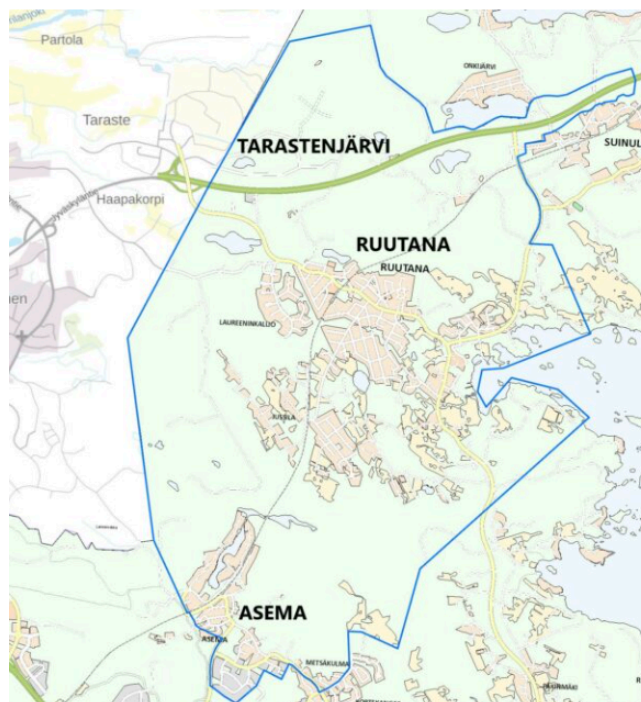 Partola
ONKIJÄRVI
Taraste
TARASTENJÄRVI
SUINUL
Haapakorpi
RUUTANA
RUUTANA
LAUREENINKALLIO
JUSSILA
ASEMA
ASEMA
METSÄKULMA